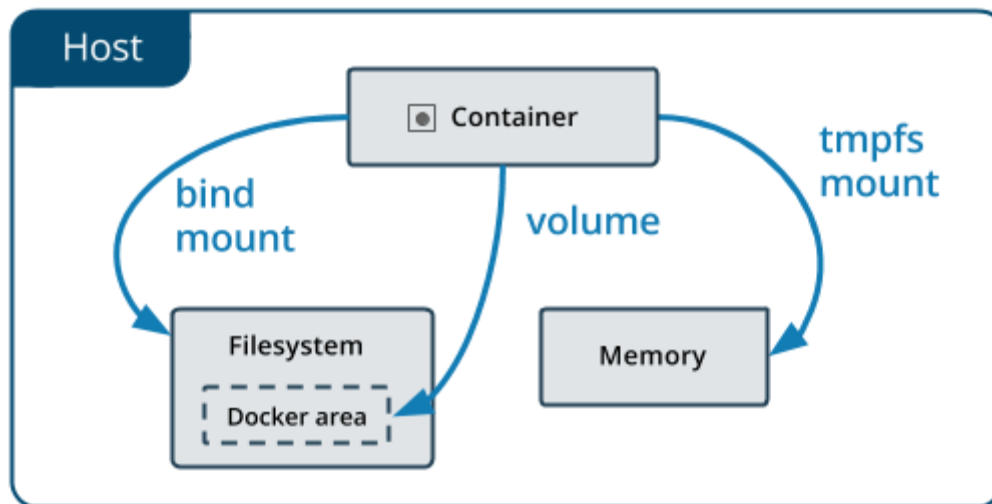 Host
Container
bind
mount
volume
tmpfs
mount
Filesystem
Docker area
Memory